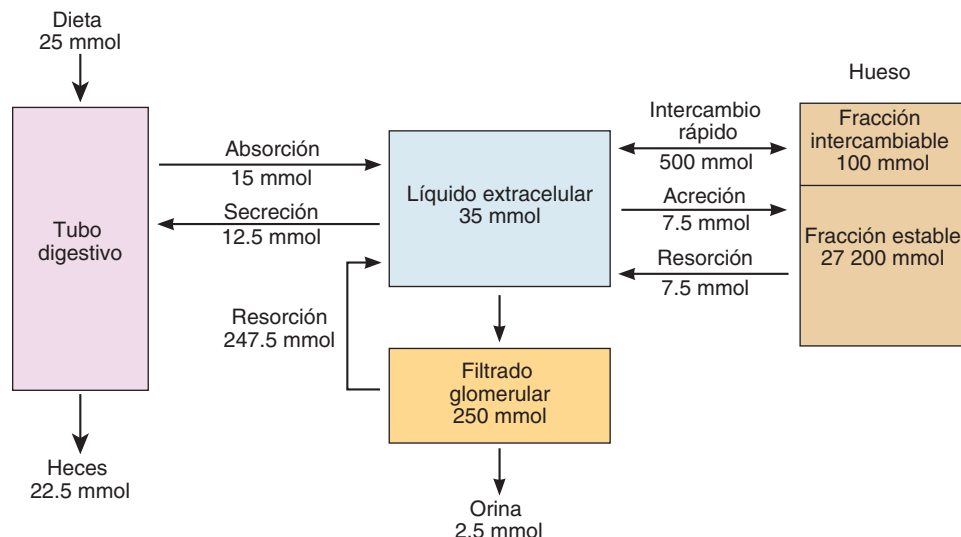 Dieta
25 mmol
Hueso
Tubo
digestivo
Absorción
15 mmol
Secreción
12.5 mmol
Resorción
247.5 mmol
Líquido extracelular
35 mmol
Intercambio
rápido
500 mmol
Acreción
7.5 mmol
Resorción
7.5 mmol
Fracción
intercambiable
100 mmol
Fracción estable
27 200 mmol
Filtrado
glomerular
250 mmol
Heces
22.5 mmol
Orina
2.5 mmol